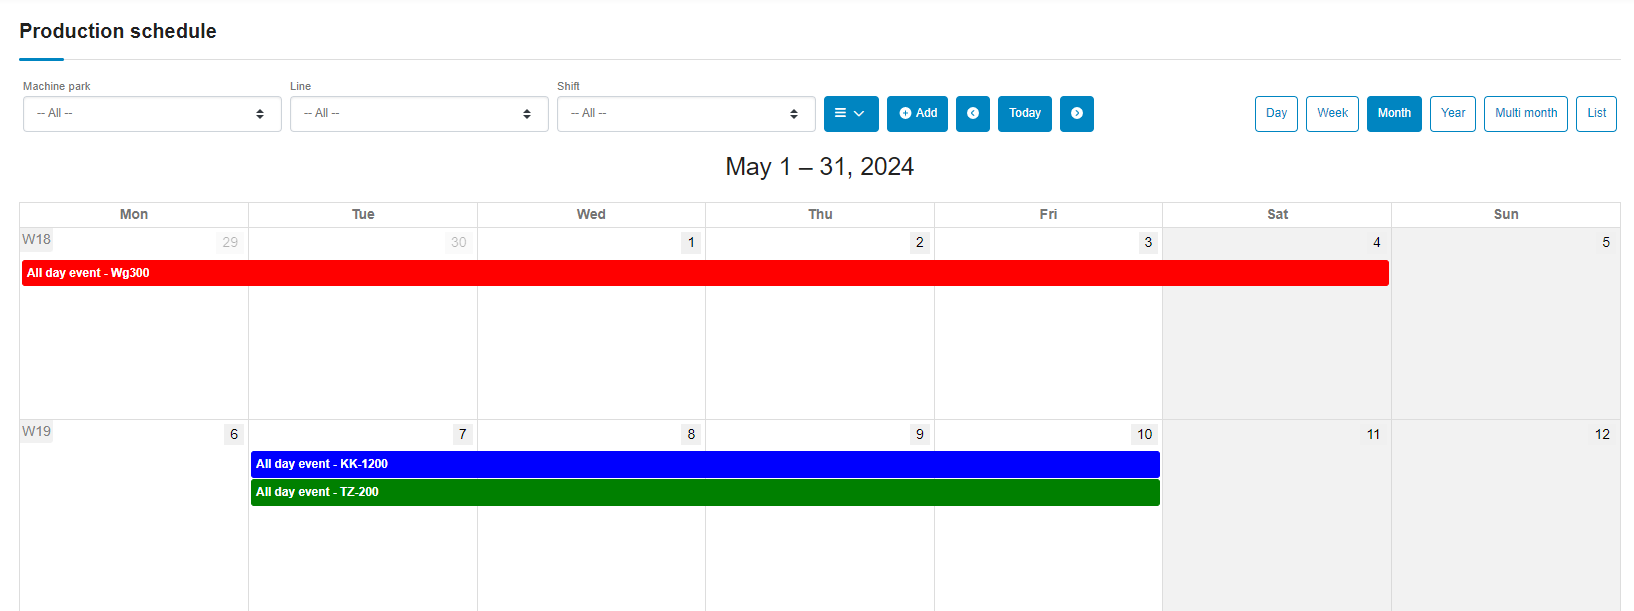 Production schedule
Machine park Line Shift
-- All -- -- All -- -- All -- Add Today Day Week Month Year Multi month List
May 1 – 31, 2024
Mon Tue Wed Thu Fri Sat Sun
W18 29 30 1 2 3 4 5
All day event - Wg300
W19 6 7 8 9 10 11 12
All day event - KK-1200
All day event - TZ-200